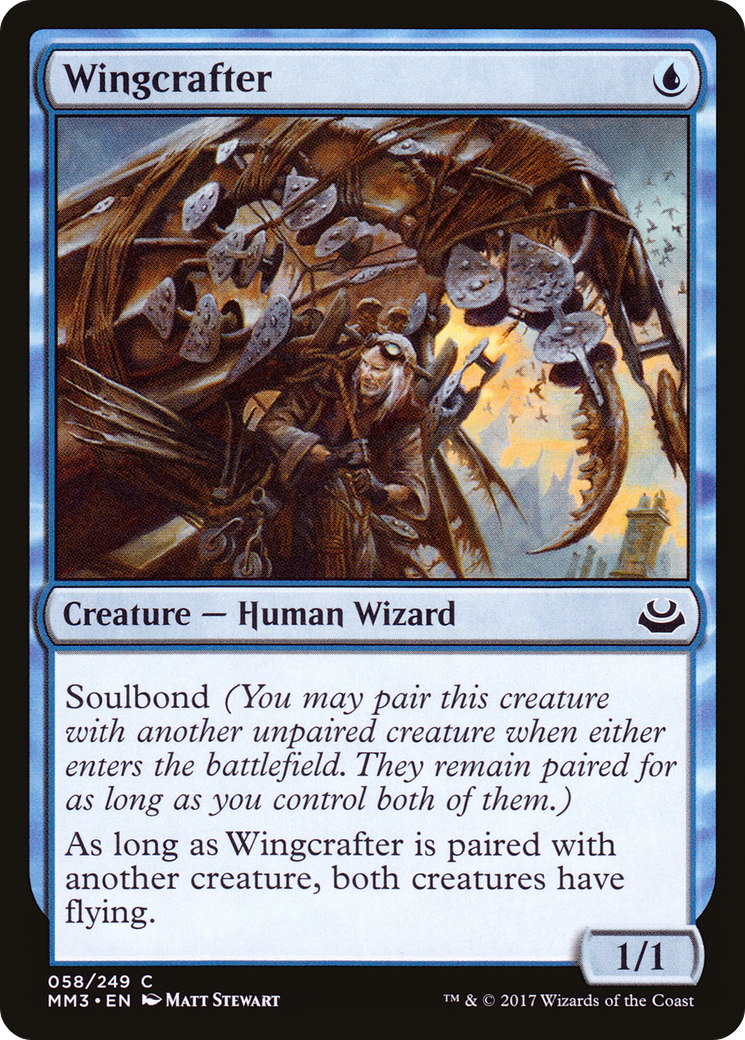 Wingcrafter
Creature — Human Wizard
Soulbond (You may pair this creature
with another unpaired creature when either
enters the battlefield. They remain paired for
as long as you control both of them.)
As long as Wingcrafter is paired with
another creature, both creatures have
flying.
1/1
058/249 C
MM3 • EN Matt Stewart
™ & © 2017 Wizards of the Coast